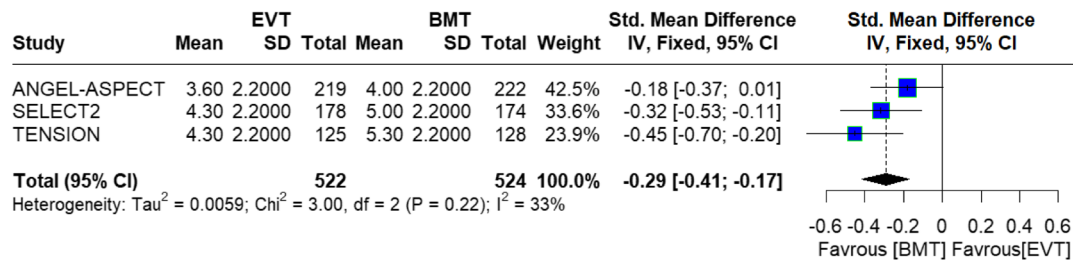 EVT BMT Std. Mean Difference Std. Mean Difference
Study Mean SD Total Mean SD Total Weight IV, Fixed, 95% CI IV, Fixed, 95% CI
ANGEL-ASPECT 3.60 2.2000 219 4.00 2.2000 222 42.5% -0.18 [-0.37; 0.01]
SELECT2 4.30 2.2000 178 5.00 2.2000 174 33.6% -0.32 [-0.53; -0.11]
TENSION 4.30 2.2000 125 5.30 2.2000 128 23.9% -0.45 [-0.70; -0.20]
Total (95% CI) 522 524 100.0% -0.29 [-0.41; -0.17]
Heterogeneity: Tau² = 0.0059; Chi² = 3.00, df = 2 (P = 0.22); I² = 33%
-0.6 -0.4 -0.2 0 0.2 0.4 0.6
Favrous [BMT] Favrous[EVT]